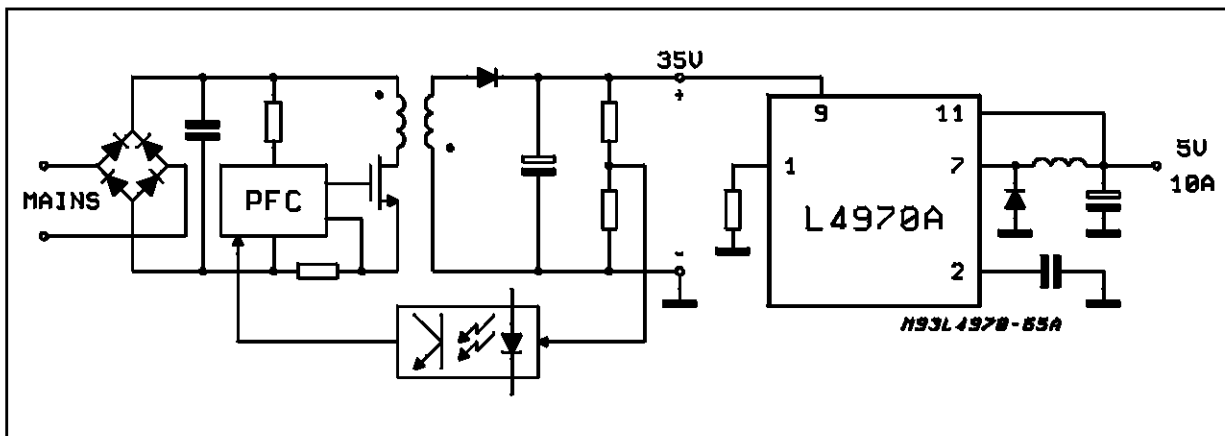 35V
+
-
MAINS
PFC
9
11
1
7
L4970A
2
5V
10A
M93L4970-65A